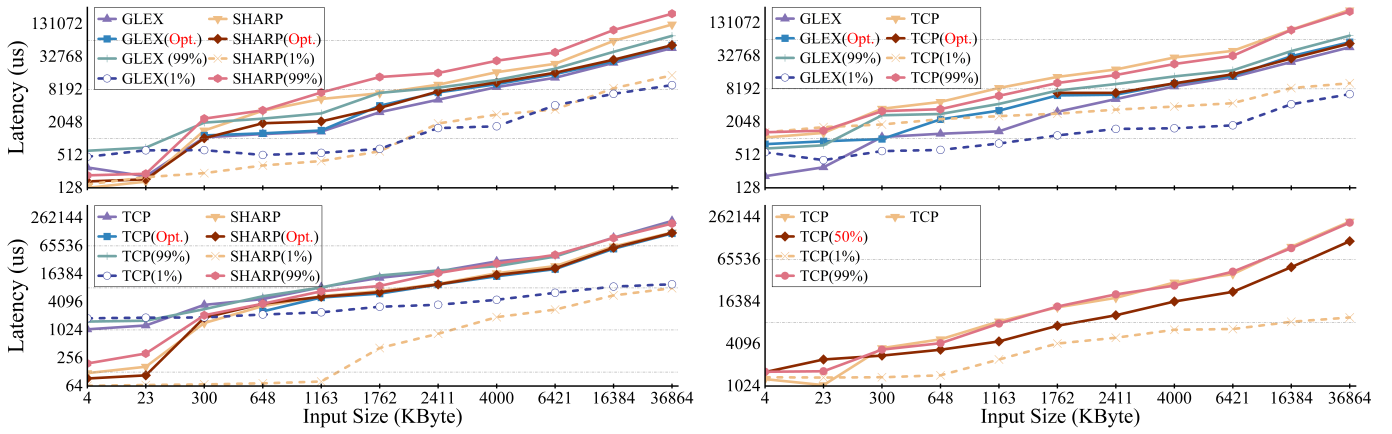 GLEX SHARP
GLEX(Opt.) SHARP(Opt.)
GLEX (99%) SHARP(1%)
GLEX(1%) SHARP(99%)
131072
32768
8192
2048
512
128
Latency (us)
GLEX TCP
GLEX(Opt.) TCP(Opt.)
GLEX(99%) TCP(1%)
GLEX(1%) TCP(99%)
131072
32768
8192
2048
512
128
TCP SHARP
TCP(Opt.) SHARP(Opt.)
TCP(99%) SHARP(1%)
TCP(1%) SHARP(99%)
262144
65536
16384
4096
1024
256
64
Latency (us)
4 23 300 648 1163 1762 2411 4000 6421 16384 36864
Input Size (KByte)
TCP TCP
TCP(50%)
TCP(1%)
TCP(99%)
262144
65536
16384
4096
1024
4 23 300 648 1163 1762 2411 4000 6421 16384 36864
Input Size (KByte)